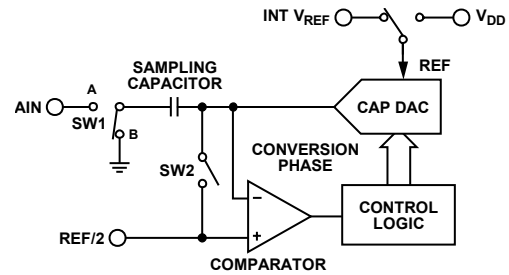 INT VREF
VDD
REF
SAMPLING
CAPACITOR
A
AIN
SW1
B
CAP DAC
SW2
CONVERSION
PHASE
−
+
REF/2
COMPARATOR
CONTROL
LOGIC